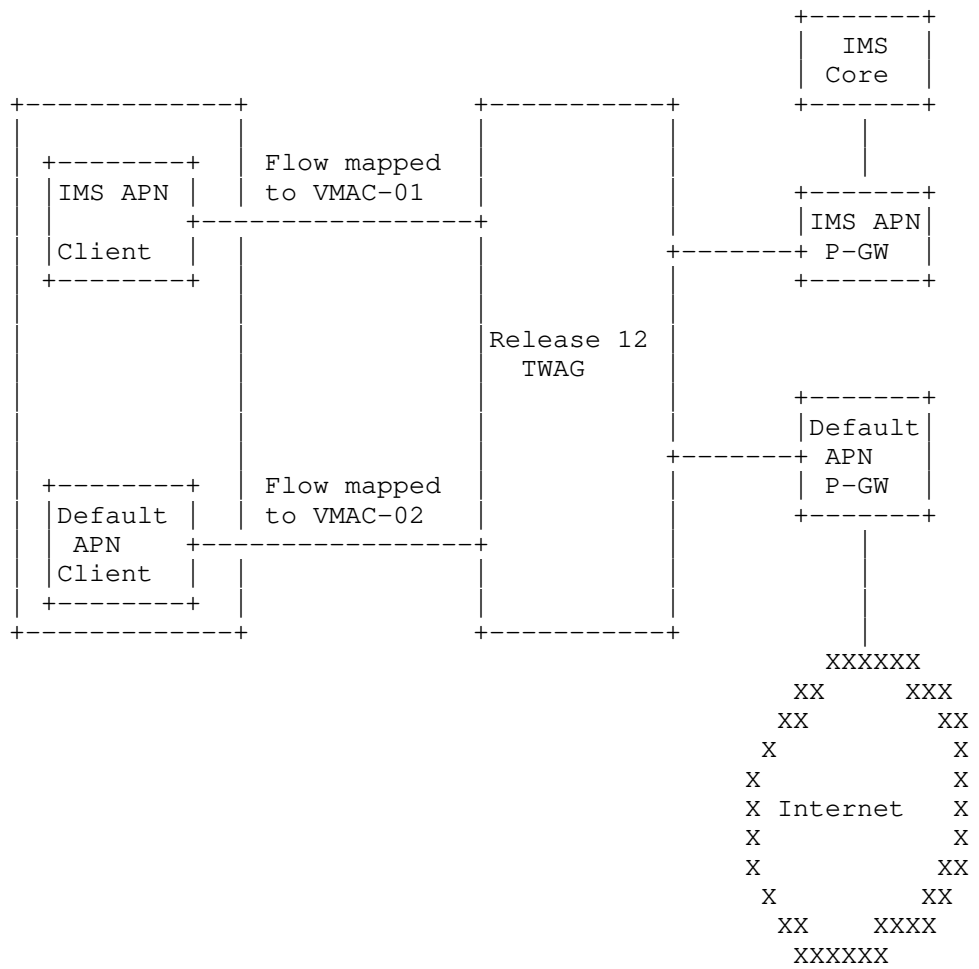 IMS
Core
Flow mapped
IMS APN
to VMAC-01
IMS APN
Client
P-GW
Release 12
TWAG
Default
APN
Flow mapped
P-GW
Default
to VMAC-02
APN
Client
Internet